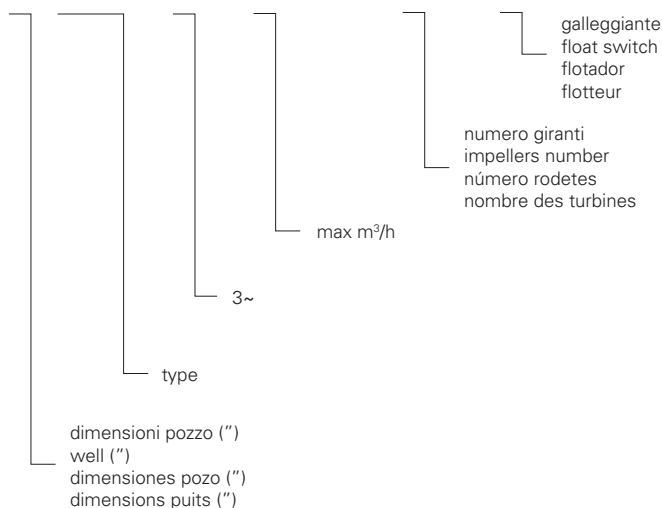 galleggiante
float switch
flotador
flotteur
numero giranti
impellers number
número rodetes
nombre des turbines
max m³/h
3~
type
dimensioni pozzo (”)
well (”)
dimensiones pozo (”)
dimensions puits (”)